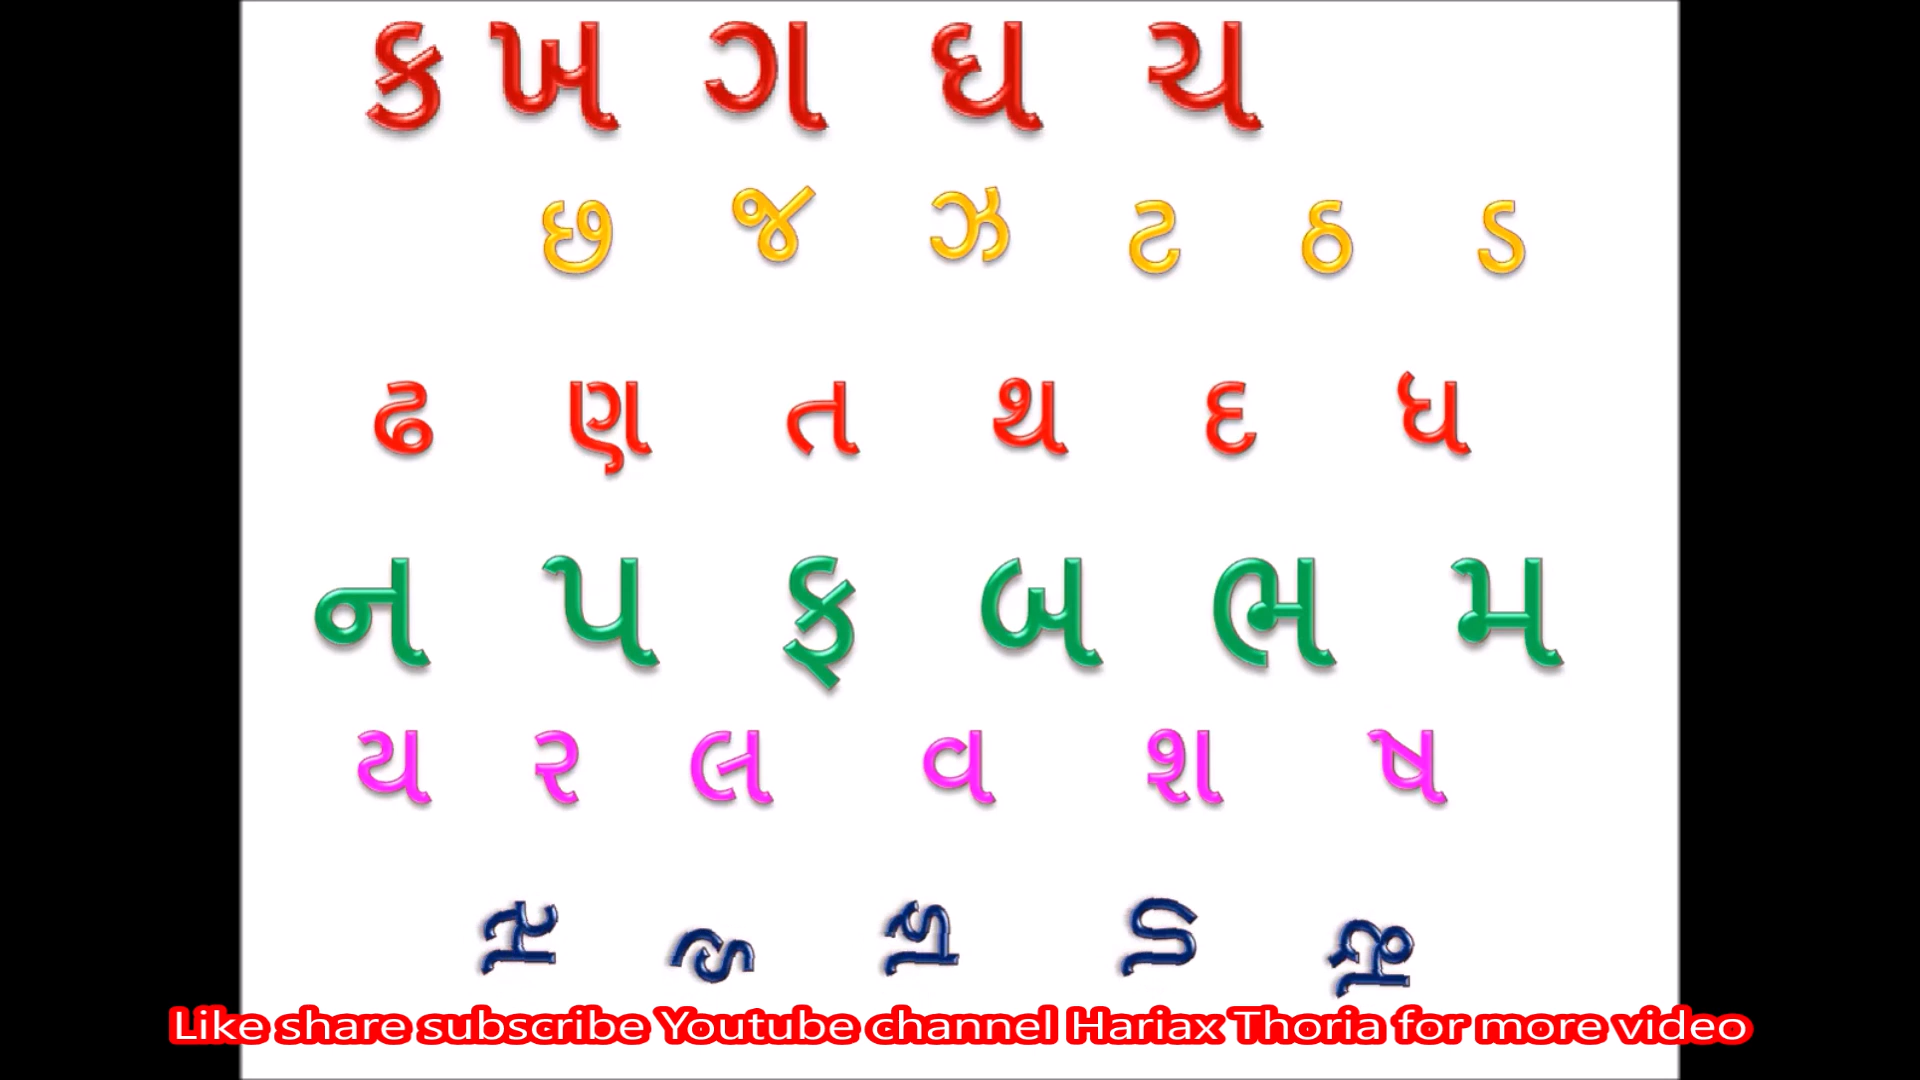 ક ખ ગ ઘ ચ
છ જ ઝ ટ ઠ ડ
ઢ ણ ત થ દ ધ
ન પ ફ બ ભ મ
ય ર લ વ શ ષ
સ હ જ્ઞ ળ ક્ષ
Like share subscribe Youtube channel Hariax Thoria for more video